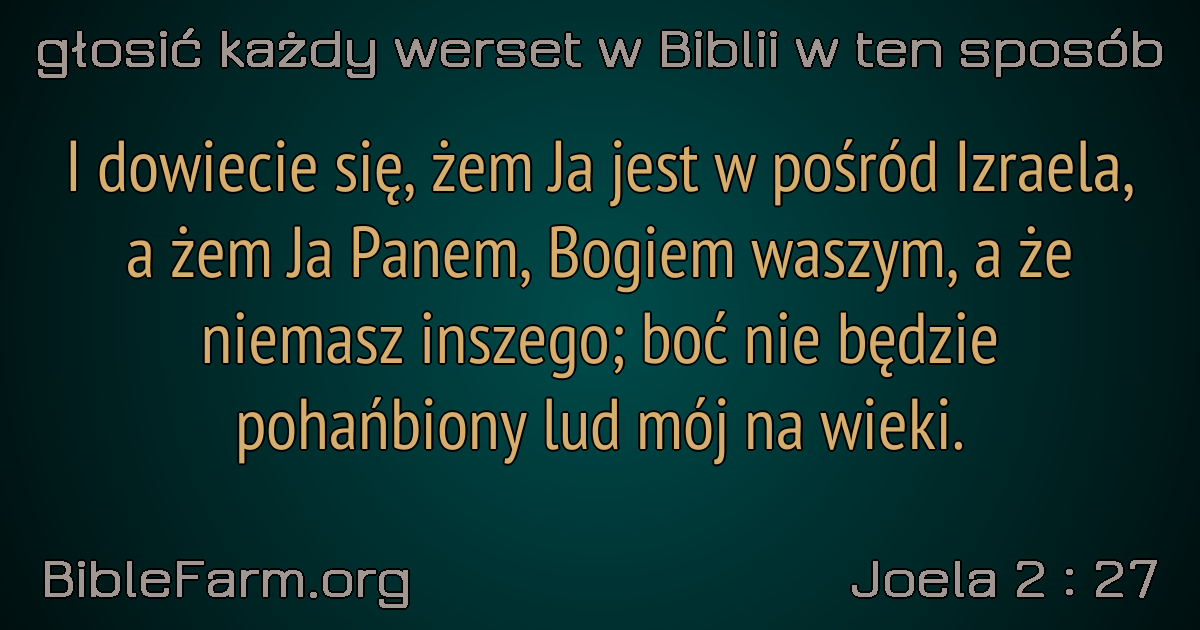 głosić każdy werset w Biblii w ten sposób
I dowiecie się, żem Ja jest w pośród Izraela,
a żem Ja Panem, Bogiem waszym, a że
niemasz inszego; boć nie będzie
pohańbiony lud mój na wieki.
BibleFarm.org
Joela 2 : 27